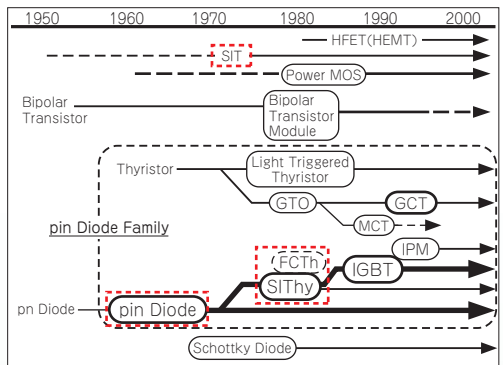 1950 1960 1970 1980 1990 2000
HFET(HEMT)
SIT
Power MOS
Bipolar
Transistor
Bipolar
Transistor
Module
Thyristor
Light Triggered
Thyristor
GTO
GCT
MCT
pin Diode Family
IPM
FCTh
IGBT
SIThy
pn Diode
pin Diode
Schottky Diode